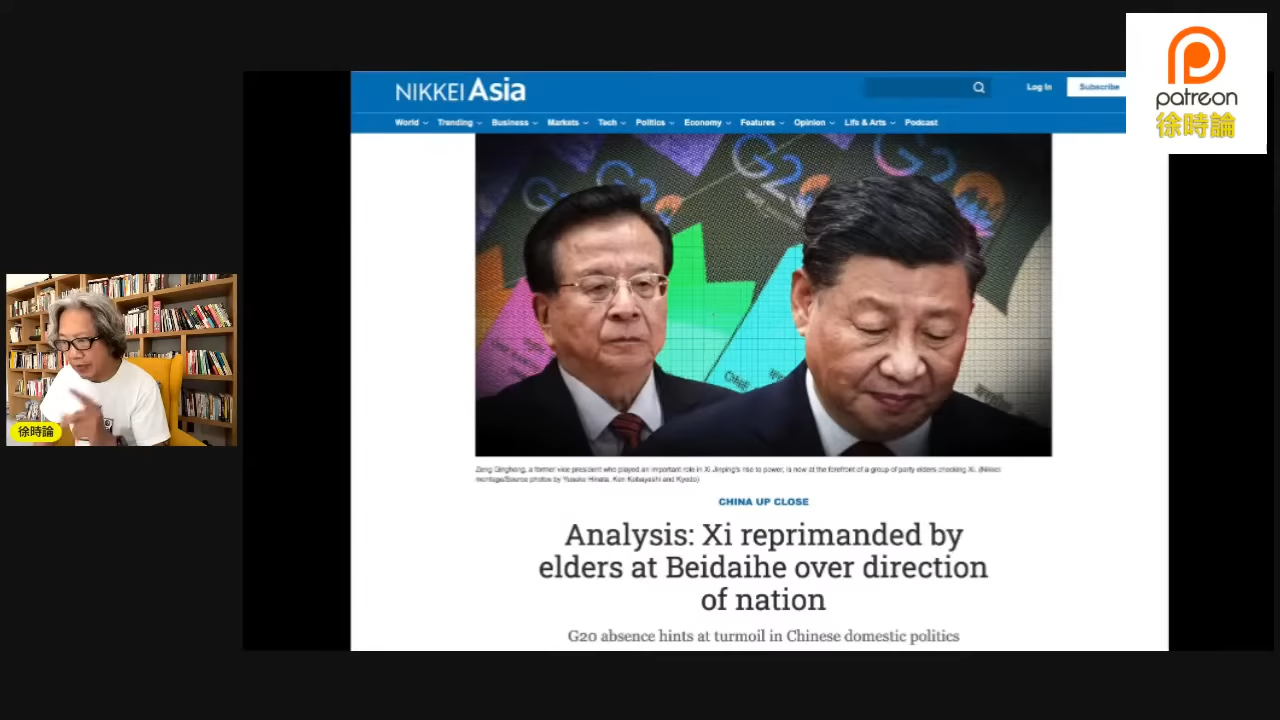 NIKKEI Asia
Log In
Subscribe
World
Trending
Business
Markets
Tech
Politics
Economy
Features
Opinion
Life & Arts
Podcast
patreon
徐時論
G20
G20
G20
G20
徐時論
Zeng Qinghong, a former vice president who played an important role in Xi Jinping's rise to power, is now at the forefront of a group of party elders checking Xi. (Nikkei
montage/Source photos by Yusuke Hinata, Ken Kobayashi and Kyodo)
CHINA UP CLOSE
Analysis: Xi reprimanded by
elders at Beidaihe over direction
of nation
G20 absence hints at turmoil in Chinese domestic politics